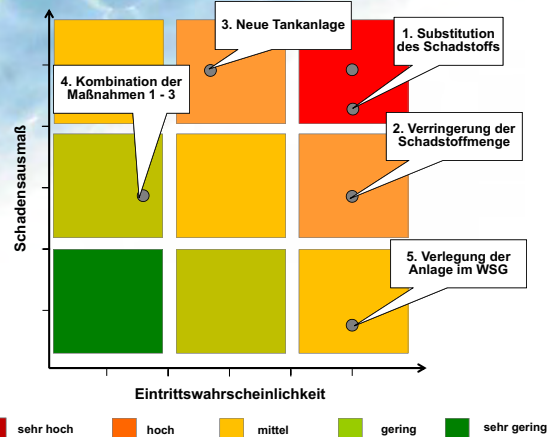 3. Neue Tankanlage
1. Substitution
des Schadstoffs
4. Kombination der
Maßnahmen 1 - 3
2. Verringerung der
Schadstoffmenge
5. Verlegung der
Anlage im WSG
Schadensausmaß
Eintrittswahrscheinlichkeit
sehr hoch
hoch
mittel
gering
sehr gering